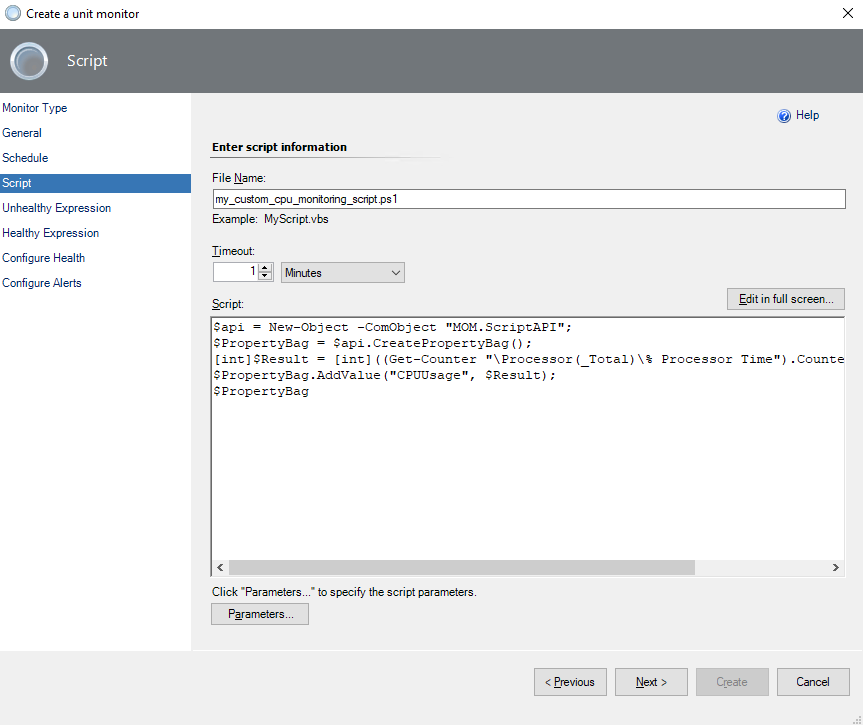 Create a unit monitor
Script
Monitor Type
General
Schedule
Script
Unhealthy Expression
Healthy Expression
Configure Health
Configure Alerts
Help
Enter script information
File Name:
my_custom_cpu_monitoring_script.ps1
Example: MyScript.vbs
Timeout:
1 Minutes
Script:
Edit in full screen...
$api = New-Object -ComObject "MOM.ScriptAPI";
$PropertyBag = $api.CreatePropertyBag();
[int]$Result = [int]((Get-Counter "\Processor(_Total)\% Processor Time").Counte
$PropertyBag.AddValue("CPUUsage", $Result);
$PropertyBag
Click "Parameters..." to specify the script parameters.
Parameters...
< Previous
Next >
Create
Cancel